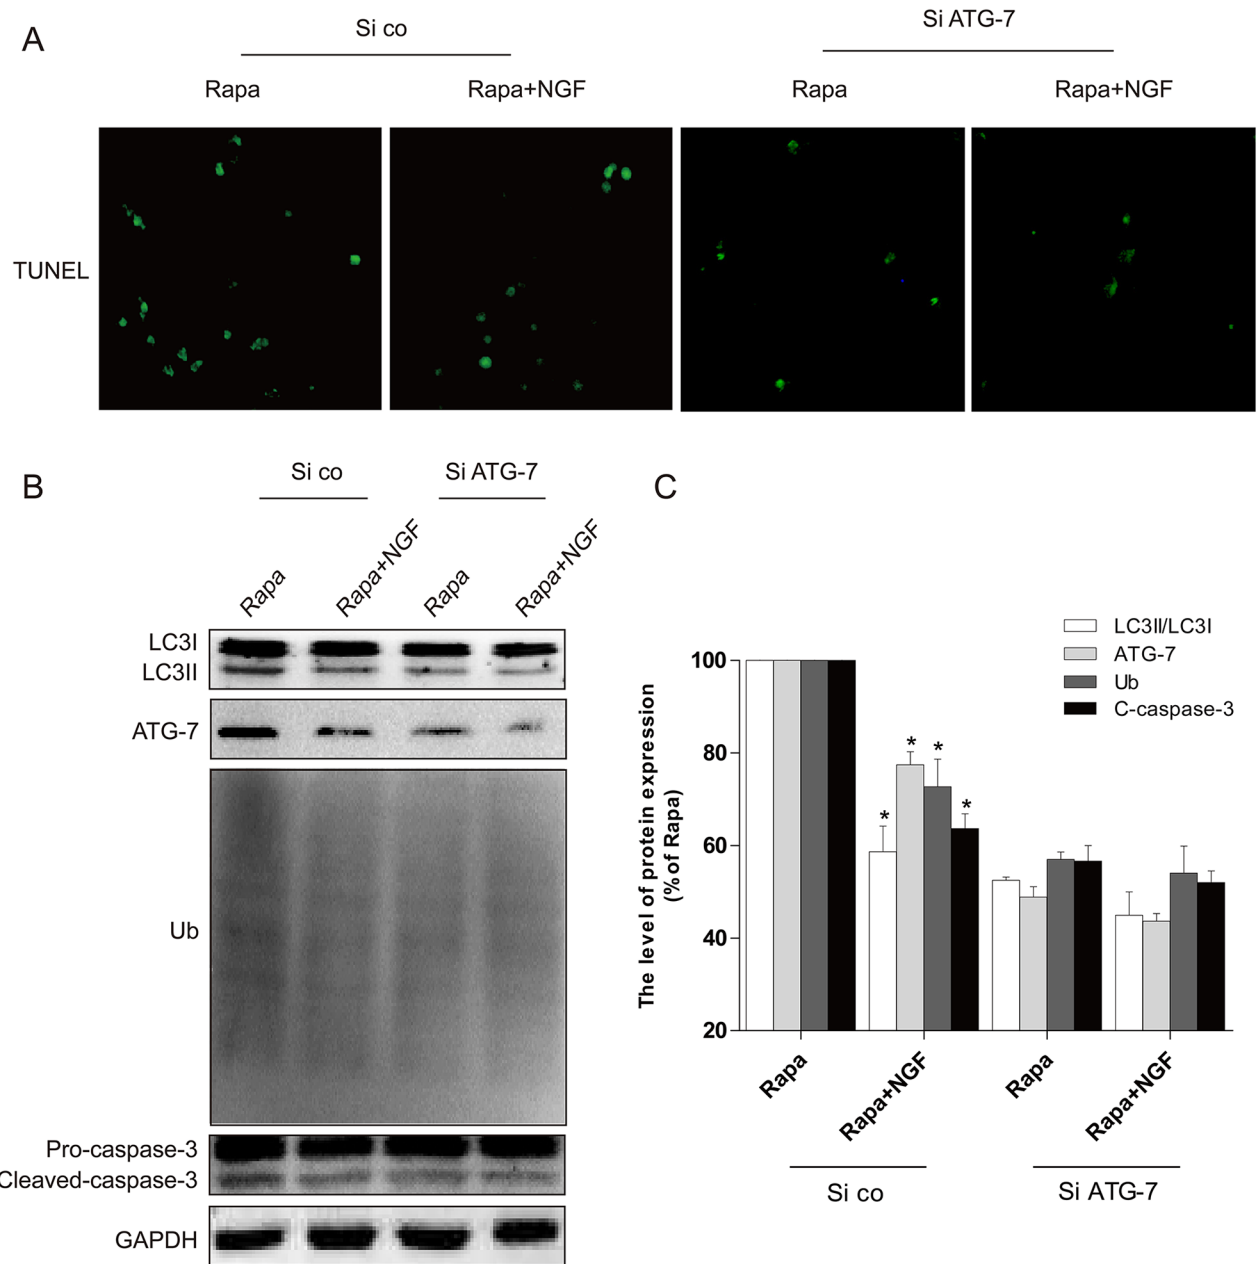 A
Si co
Si ATG-7
Rapa
Rapa+NGF
Rapa
Rapa+NGF
TUNEL
B
Si co
Si ATG-7
Rapa
Rapa+NGF
Rapa
Rapa+NGF
LC3I
LC3II
ATG-7
Ub
Pro-caspase-3
Cleaved-caspase-3
GAPDH
C
LC3II/LC3I
ATG-7
Ub
C-caspase-3
The level of protein expression
(% of Rapa)
100
80
60
40
20
* * * *
Rapa
Rapa+NGF
Rapa
Rapa+NGF
Si co
Si ATG-7